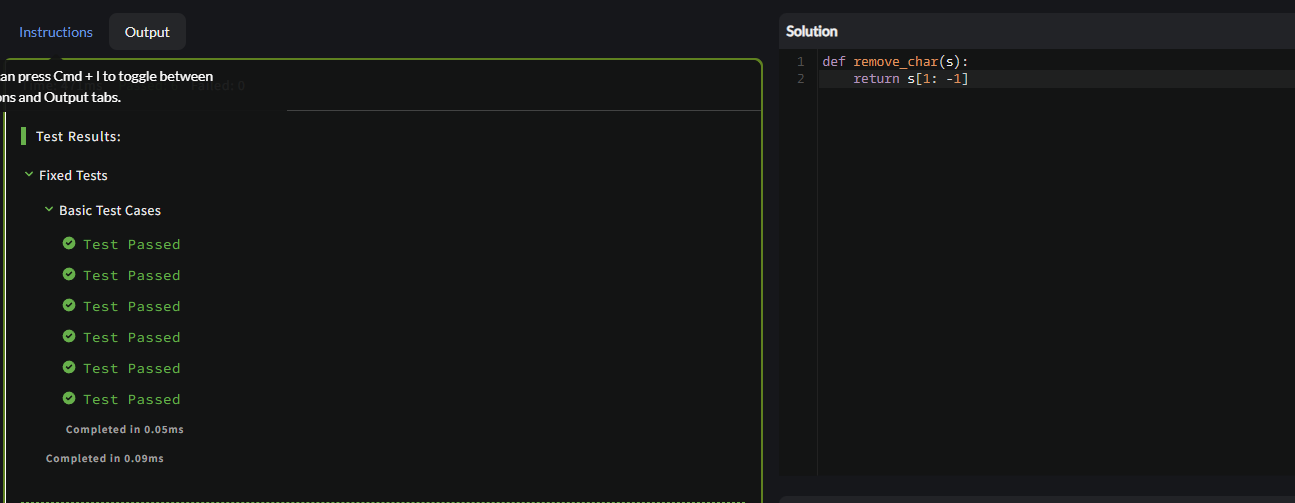 Instructions
Output
an press Cmd + I to toggle between
ons and Output tabs.
Failed: 0
Test Results:
Fixed Tests
Basic Test Cases
Test Passed
Test Passed
Test Passed
Test Passed
Test Passed
Test Passed
Completed in 0.05ms
Completed in 0.09ms
Solution
1 def remove_char(s):
2 return s[1: -1]